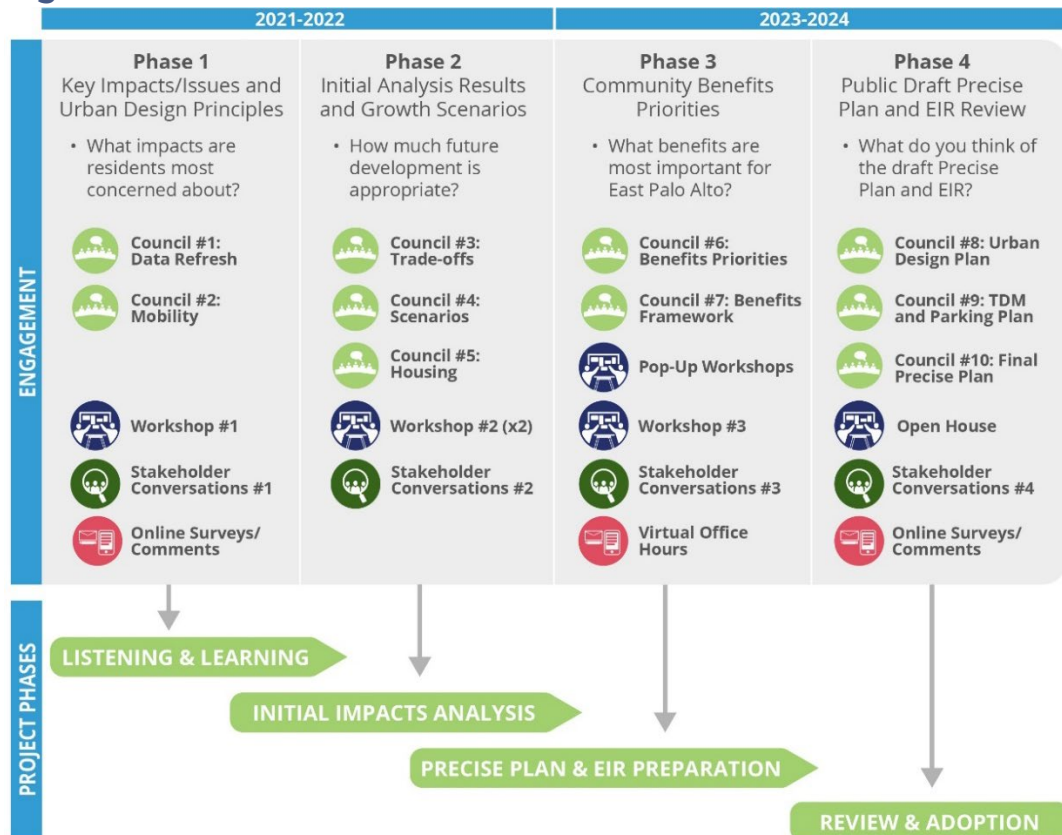 2021-2022
2023-2024
ENGAGEMENT
Phase 1
Key Impacts/Issues and
Urban Design Principles
• What impacts are
residents most
concerned about?
Council #1:
Data Refresh
Council #2:
Mobility
Workshop #1
Stakeholder
Conversations #1
Online Surveys/
Comments
Phase 2
Initial Analysis Results
and Growth Scenarios
• How much future
development is
appropriate?
Council #3:
Trade-offs
Council #4:
Scenarios
Council #5:
Housing
Workshop #2 (x2)
Stakeholder
Conversations #2
Phase 3
Community Benefits
Priorities
• What benefits are
most important for
East Palo Alto?
Council #6:
Benefits Priorities
Council #7: Benefits
Framework
Pop-Up Workshops
Workshop #3
Stakeholder
Conversations #3
Virtual Office
Hours
Phase 4
Public Draft Precise
Plan and EIR Review
• What do you think of
the draft Precise
Plan and EIR?
Council #8: Urban
Design Plan
Council #9: TDM
and Parking Plan
Council #10: Final
Precise Plan
Open House
Stakeholder
Conversations #4
Online Surveys/
Comments
PROJECT PHASES
LISTENING & LEARNING
INITIAL IMPACTS ANALYSIS
PRECISE PLAN & EIR PREPARATION
REVIEW & ADOPTION